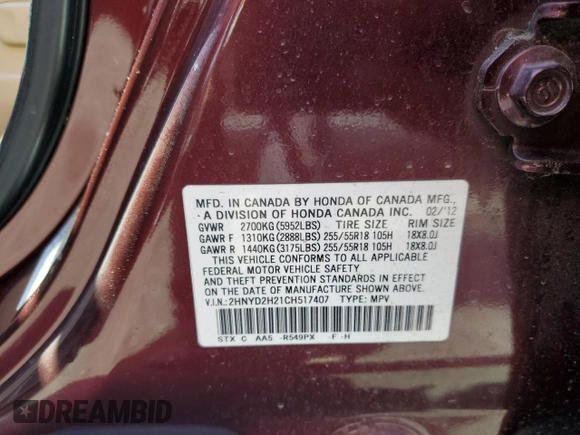 MFD. IN CANADA BY HONDA OF CANADA MFG.,
A DIVISION OF HONDA CANADA INC. 02/'12
GVWR 2700KG (5952LBS) TIRE SIZE RIM SIZE
GAWR F 1310KG (2888LBS) 255/55R18 105H 18X8.0J
GAWR R 1440KG (3175LBS) 255/55R18 105H 18X8.0J
THIS VEHICLE CONFORMS TO ALL APPLICABLE
FEDERAL MOTOR VEHICLE SAFETY
AND THEFT PREVENTION STANDARDS IN EFFECT
ON THE DATE OF MANUFACTURE SHOWN ABOVE.
V.I.N.: 2HNYD2H21CH517407 TYPE: MPV
STX C AA5 -R549PX -F -H
DREAMBID